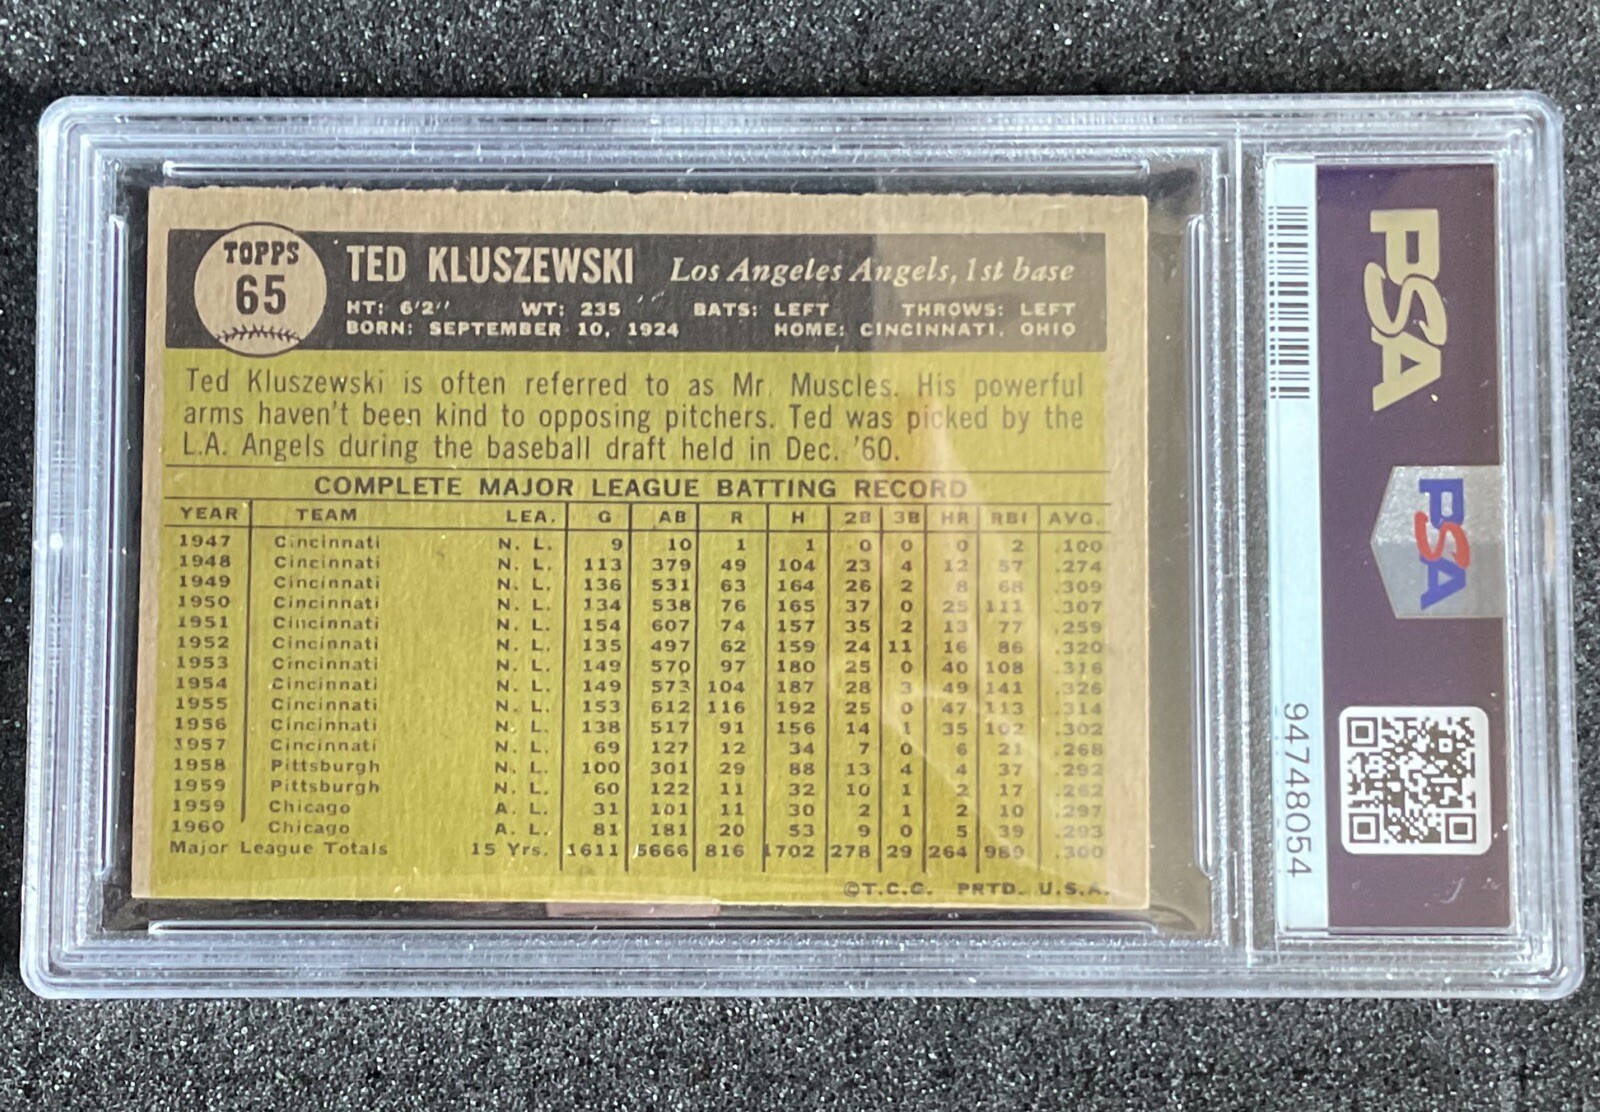 TOPPS
65
TED KLUSZEWSKI Los Angeles Angels, 1st base
HT: 6'2" WT: 235 BATS: LEFT THROWS: LEFT
BORN: SEPTEMBER 10, 1924 HOME: CINCINNATI, OHIO
Ted Kluszewski is often referred to as Mr. Muscles. His powerful
arms haven't been kind to opposing pitchers. Ted was picked by the
L.A. Angels during the baseball draft held in Dec. '60.
COMPLETE MAJOR LEAGUE BATTING RECORD
YEAR TEAM LEA. G AB R H 2B 3B HR RBI AVG.
1947 Cincinnati N. L. 9 10 1 1 0 0 0 2 .100
1948 Cincinnati N. L. 113 379 49 104 23 4 12 57 .274
1949 Cincinnati N. L. 136 531 63 164 26 2 8 68 .309
1950 Cincinnati N. L. 134 538 76 165 37 0 25 111 .307
1951 Cincinnati N. L. 154 607 74 157 35 2 13 77 .259
1952 Cincinnati N. L. 135 497 62 159 24 11 16 86 .320
1953 Cincinnati N. L. 149 570 97 180 25 0 40 108 .316
1954 Cincinnati N. L. 149 573 104 187 28 3 49 141 .326
1955 Cincinnati N. L. 153 612 116 192 25 0 47 113 .314
1956 Cincinnati N. L. 138 517 91 156 14 1 35 102 .302
1957 Cincinnati N. L. 69 127 12 34 7 0 6 21 .268
1958 Pittsburgh N. L. 100 301 29 88 13 4 4 37 .292
1959 Pittsburgh N. L. 60 122 11 32 10 1 2 17 .262
1959 Chicago A. L. 31 101 11 30 2 1 2 10 .297
1960 Chicago A. L. 81 181 20 53 9 0 5 39 .293
Major League Totals 15 Yrs. 1611 5666 816 1702 278 29 264 989 .300
©T.C.G. PRTD. U.S.A.
PSA
PSA
94748054